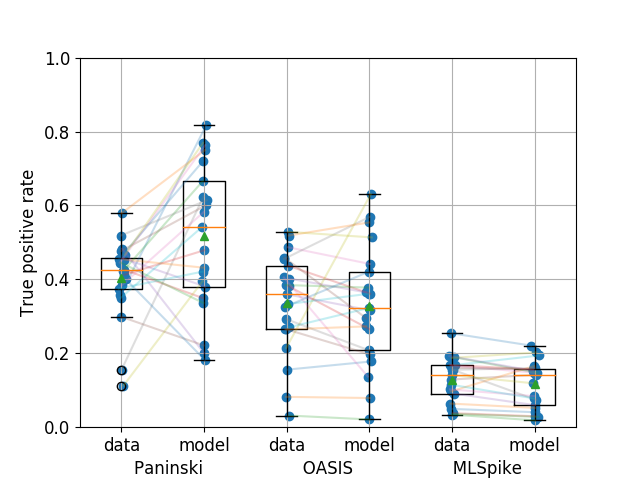 1.0
0.8
0.6
0.4
0.2
0.0
True positive rate
data model data model data model
Paninski OASIS MLSpike